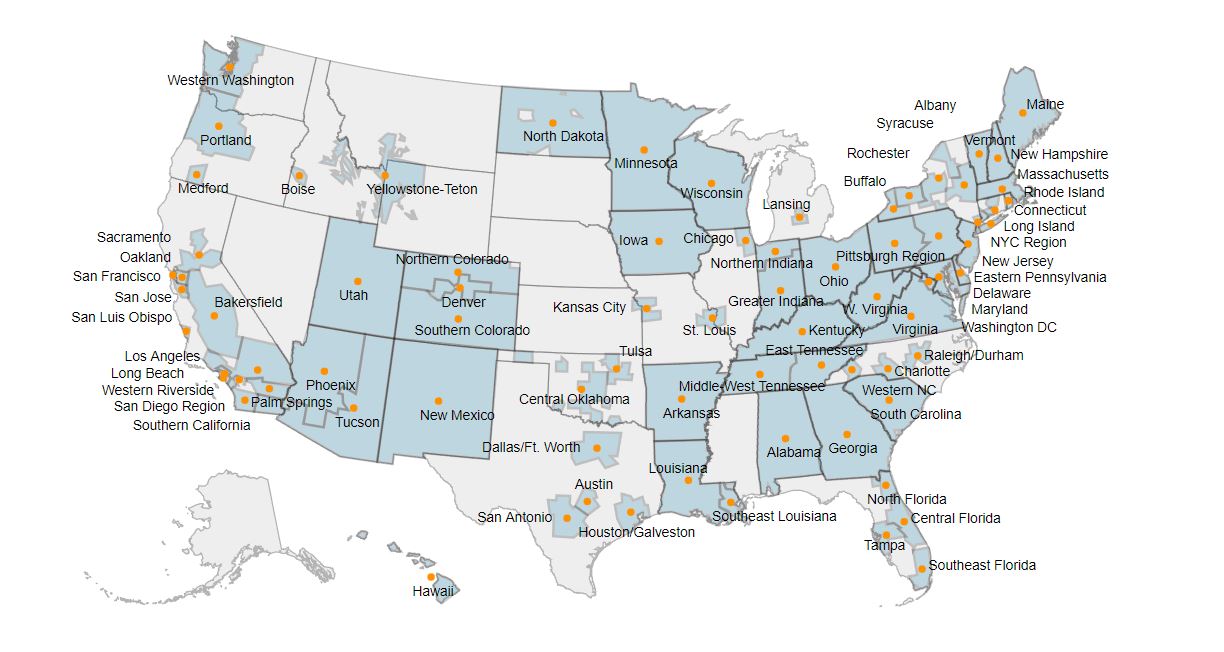 Western Washington
Portland
Medford
Boise
Yellowstone-Teton
North Dakota
Minnesota
Wisconsin
Lansing
Albany
Syracuse
Rochester
Buffalo
Maine
Vermont
New Hampshire
Massachusetts
Rhode Island
Connecticut
Long Island
NYC Region
New Jersey
Eastern Pennsylvania
Delaware
Maryland
Washington DC
Pittsburgh Region
Sacramento
Oakland
San Francisco
San Jose
San Luis Obispo
Bakersfield
Los Angeles
Long Beach
Western Riverside
San Diego Region
Southern California
Palm Springs
Utah
Northern Colorado
Denver
Southern Colorado
Iowa
Chicago
Northern Indiana
Greater Indiana
Ohio
W. Virginia
Virginia
Kansas City
St. Louis
Kentucky
East Tennessee
Middle-West Tennessee
Raleigh/Durham
Charlotte
Western NC
South Carolina
Phoenix
Tucson
New Mexico
Tulsa
Central Oklahoma
Arkansas
Dallas/Ft. Worth
Louisiana
Alabama
Georgia
Austin
San Antonio
Houston/Galveston
Southeast Louisiana
North Florida
Central Florida
Tampa
Southeast Florida
Hawaii